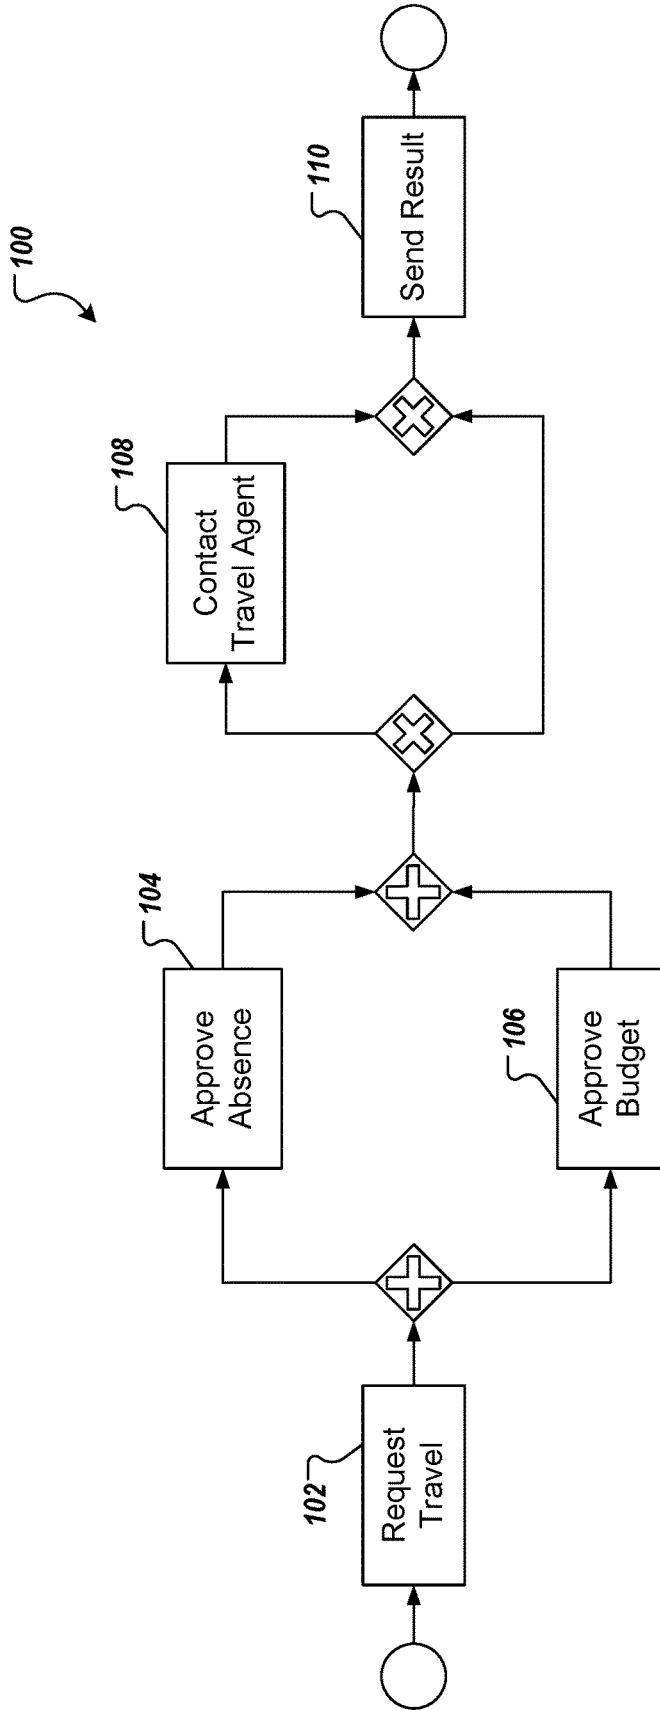 100
102
Request
Travel
104
Approve
Absence
106
Approve
Budget
108
Contact
Travel Agent
110
Send Result